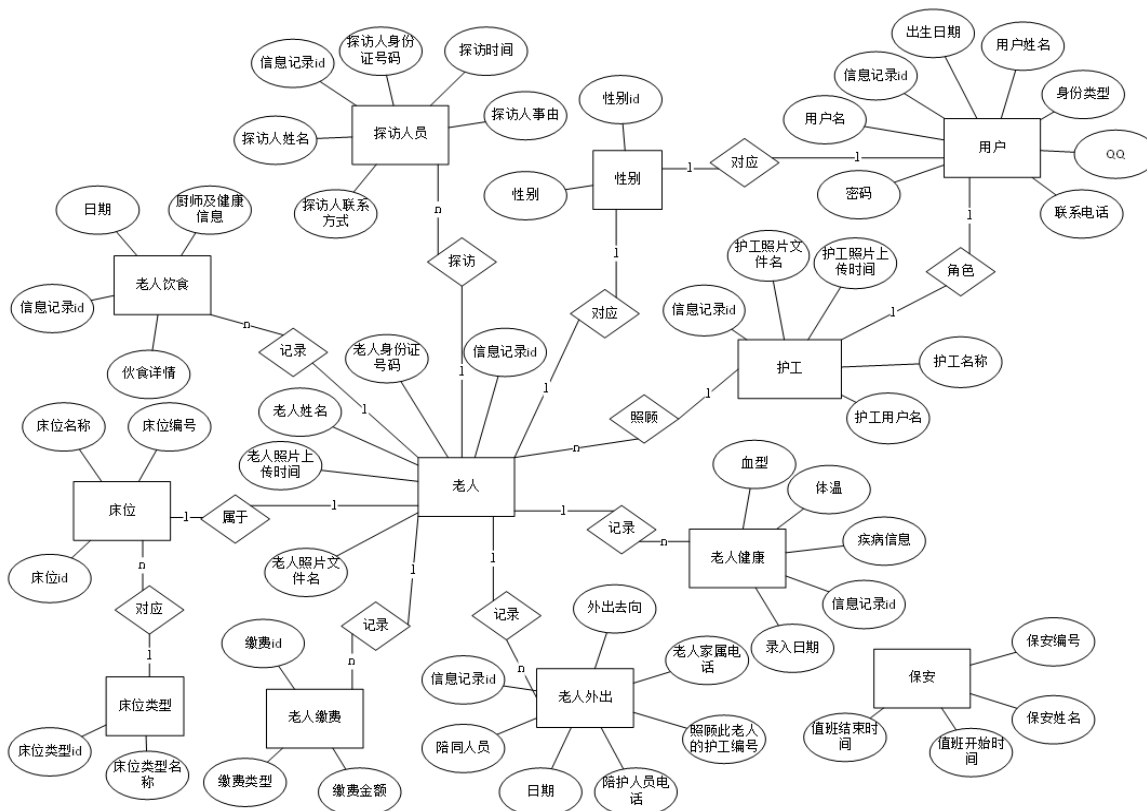 出生日期
用户姓名
信息记录id
身份类型
用户名
用户
QQ
密码
联系电话
探访人身份
证号码
探访时间
信息记录id
探访人事由
探访人员
探访人姓名
探访人联系
方式
性别id
性别
性别
1
对应
1
n
探访
1
1
对应
1
1
角色
1
日期
厨师及健康
信息
老人饮食
信息记录id
伙食详情
n
记录
1
护工照片文
件名
护工照片上
传时间
信息记录id
护工
护工名称
护工用户名
1
照顾
n
老人身份证
号码
信息记录id
老人姓名
老人照片上
传时间
老人
老人照片文
件名
床位名称
床位编号
床位
床位id
1
属于
1
n
对应
1
床位类型
床位类型id
床位类型名
称
血型
体温
疾病信息
老人健康
信息记录id
录入日期
1
记录
n
1
记录
n
缴费id
老人缴费
缴费类型
缴费金额
1
记录
n
外出去向
老人家属电
话
信息记录id
老人外出
陪同人员
照顾此老人
的护工编号
日期
陪护人员电
话
保安编号
保安
保安姓名
值班结束时
间
值班开始时
间